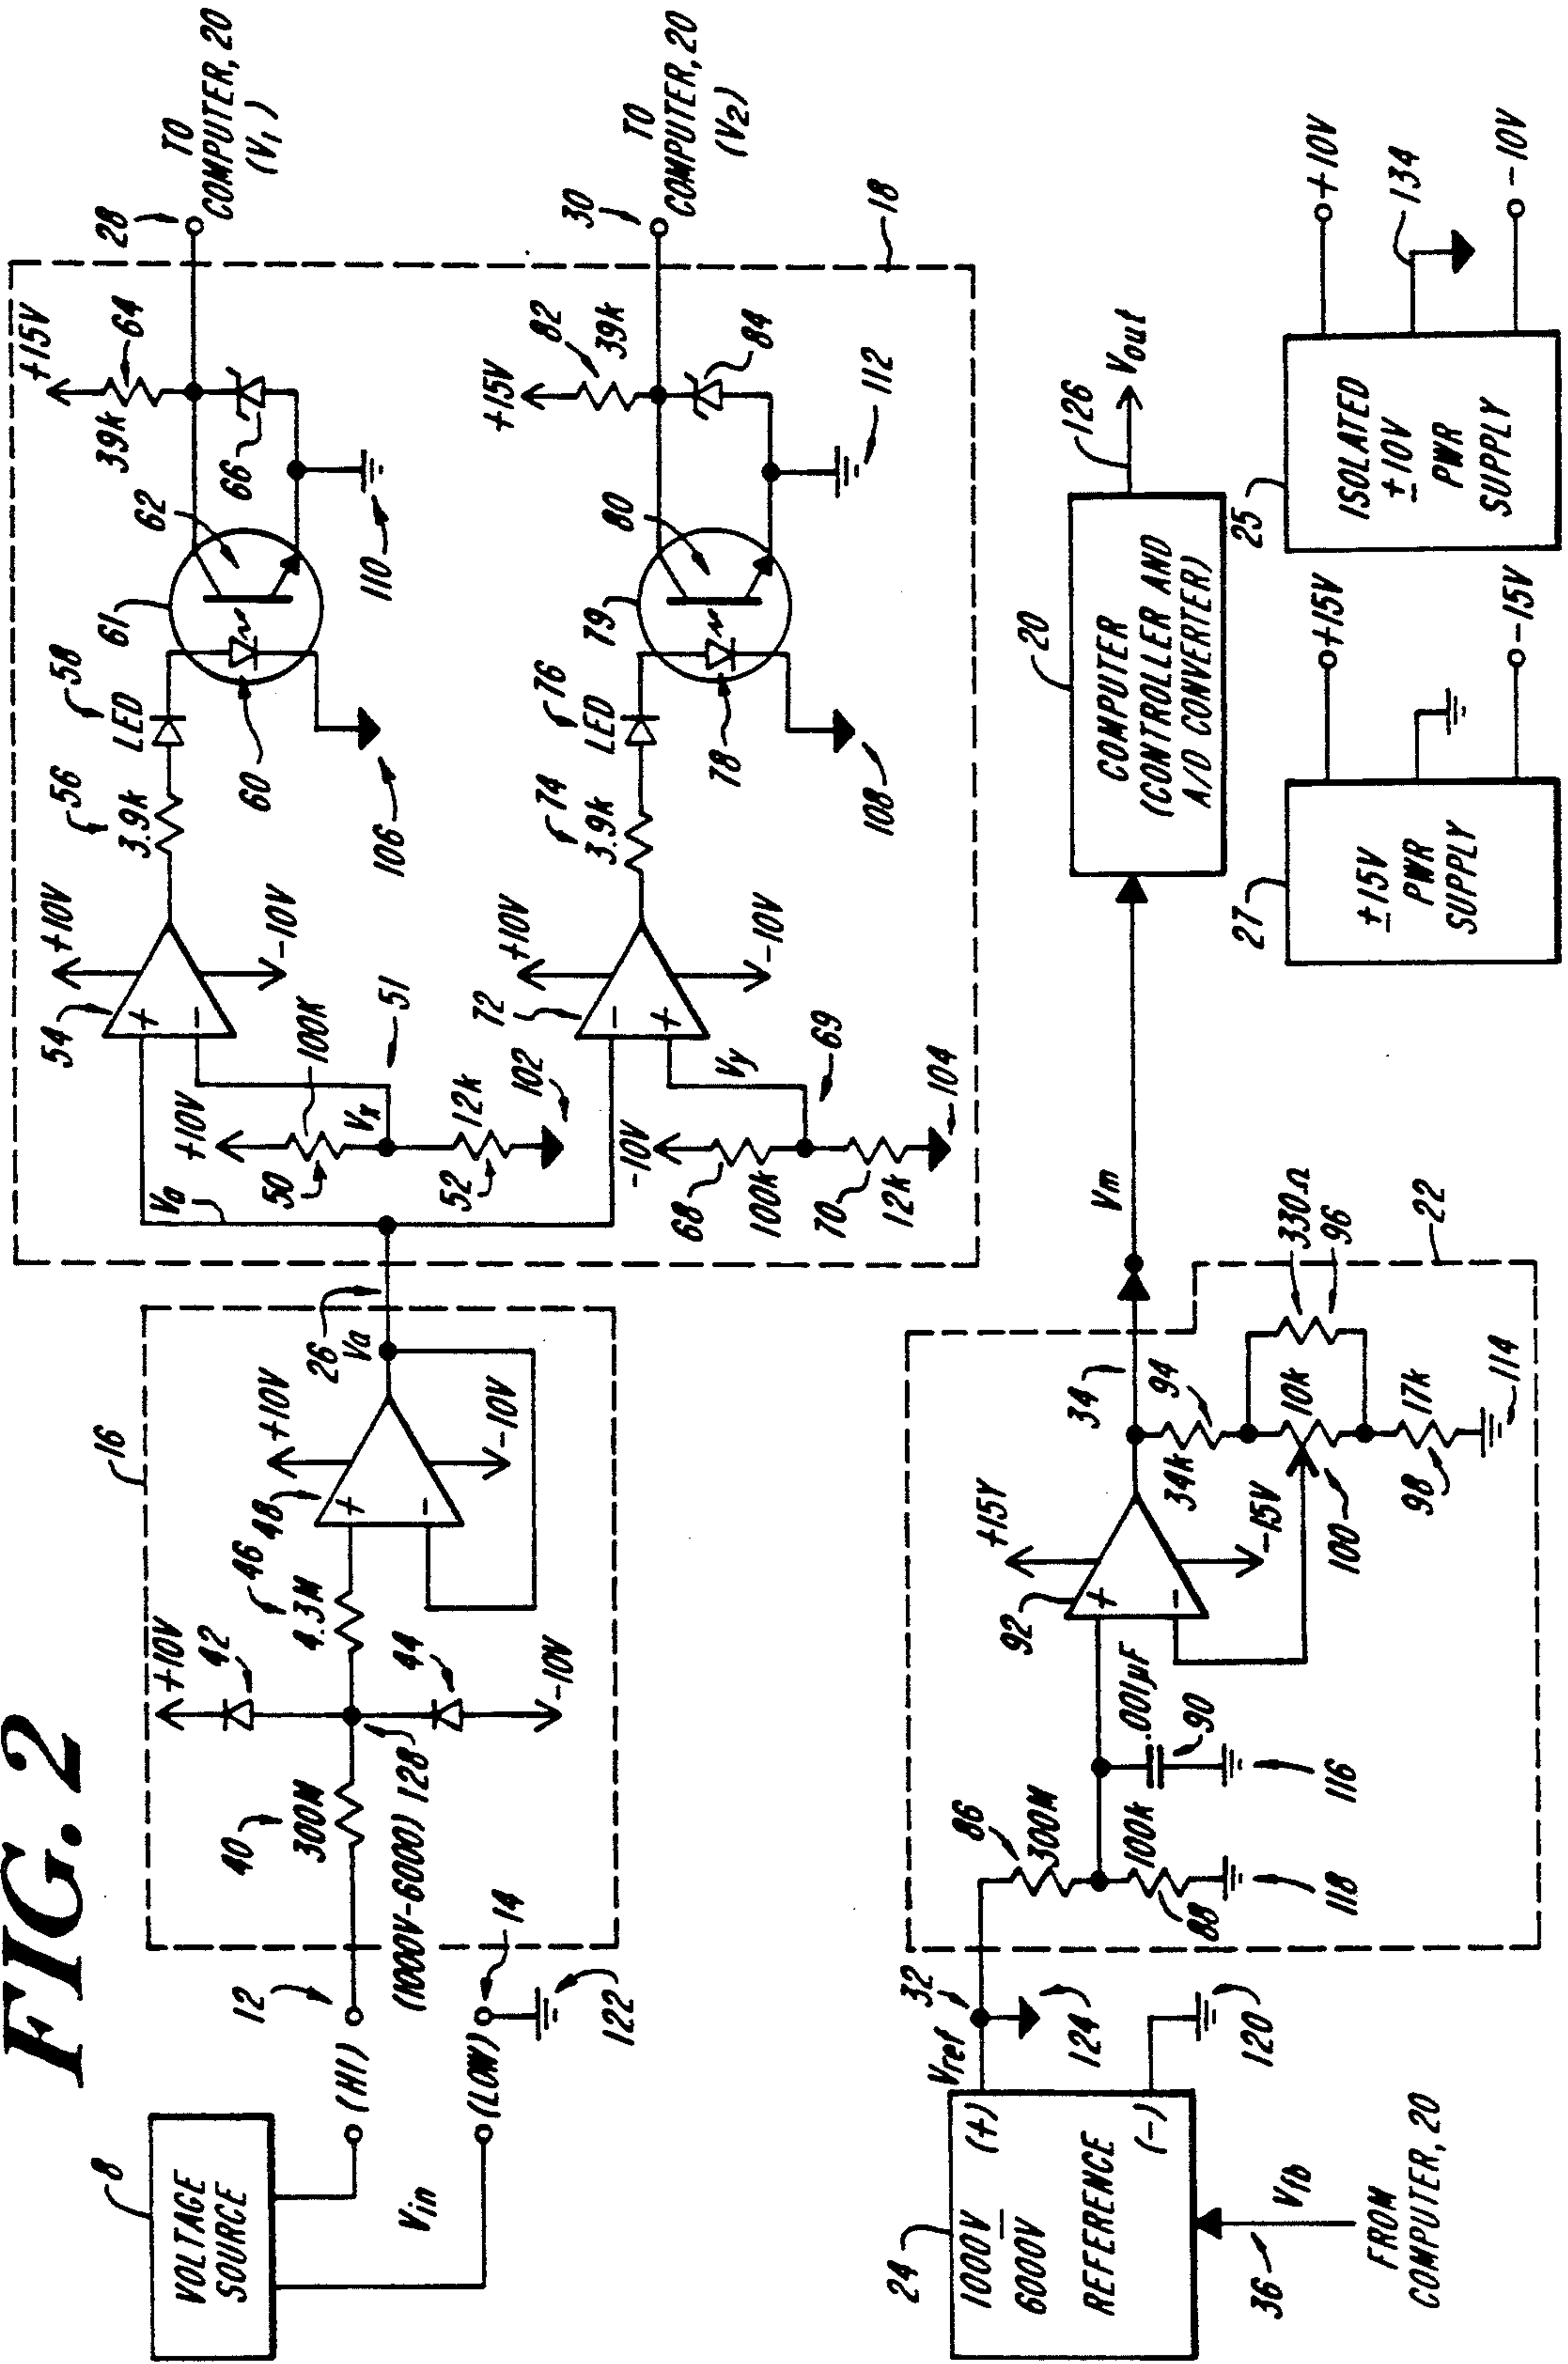 FIG. 2
8
VOLTAGE
SOURCE
Vin
(HI)
(LOW)
12
14
122
(1000V-6000)
16
40
300M
128
+10V
42
44
-10V
46
4.3M
48
+
-
+10V
-10V
26
Va
18
Va
+10V
50
100K
Vx
51
52
12k
102
54
+
-
+10V
-10V
56
3.9k
58
LED
60
61
62
106
+15V
39k
64
66
110
28
TO
COMPUTER, 20
(V1)
-10V
68
100k
Vy
69
70
12k
104
72
-
+
+10V
-10V
74
3.9k
76
LED
78
79
80
108
+15V
82
39k
84
112
30
TO
COMPUTER, 20
(V2)
24
1000V
6000V
REFERENCE
(+)
(-)
36
Vfb
FROM
COMPUTER, 20
Vref
32
124
120
22
86
300M
100k
88
118
.001µF
90
116
92
+
-
+15V
-15V
34
34k
94
10k
100
330Ω
96
17k
98
114
Vm
20
COMPUTER
(CONTROLLER AND
A/D CONVERTER)
126
Vout
27
±15V
PWR
SUPPLY
+15V
-15V
25
ISOLATED
±10V
PWR
SUPPLY
+10V
134
-10V